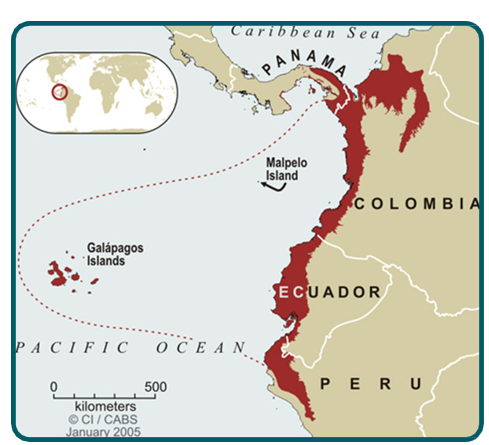 Caribbean Sea
PANAMA
Malpelo
Island
COLOMBIA
Galápagos
Islands
ECUADOR
PACIFIC OCEAN
PERU
0 500
kilometers
© CI / CABS
January 2005